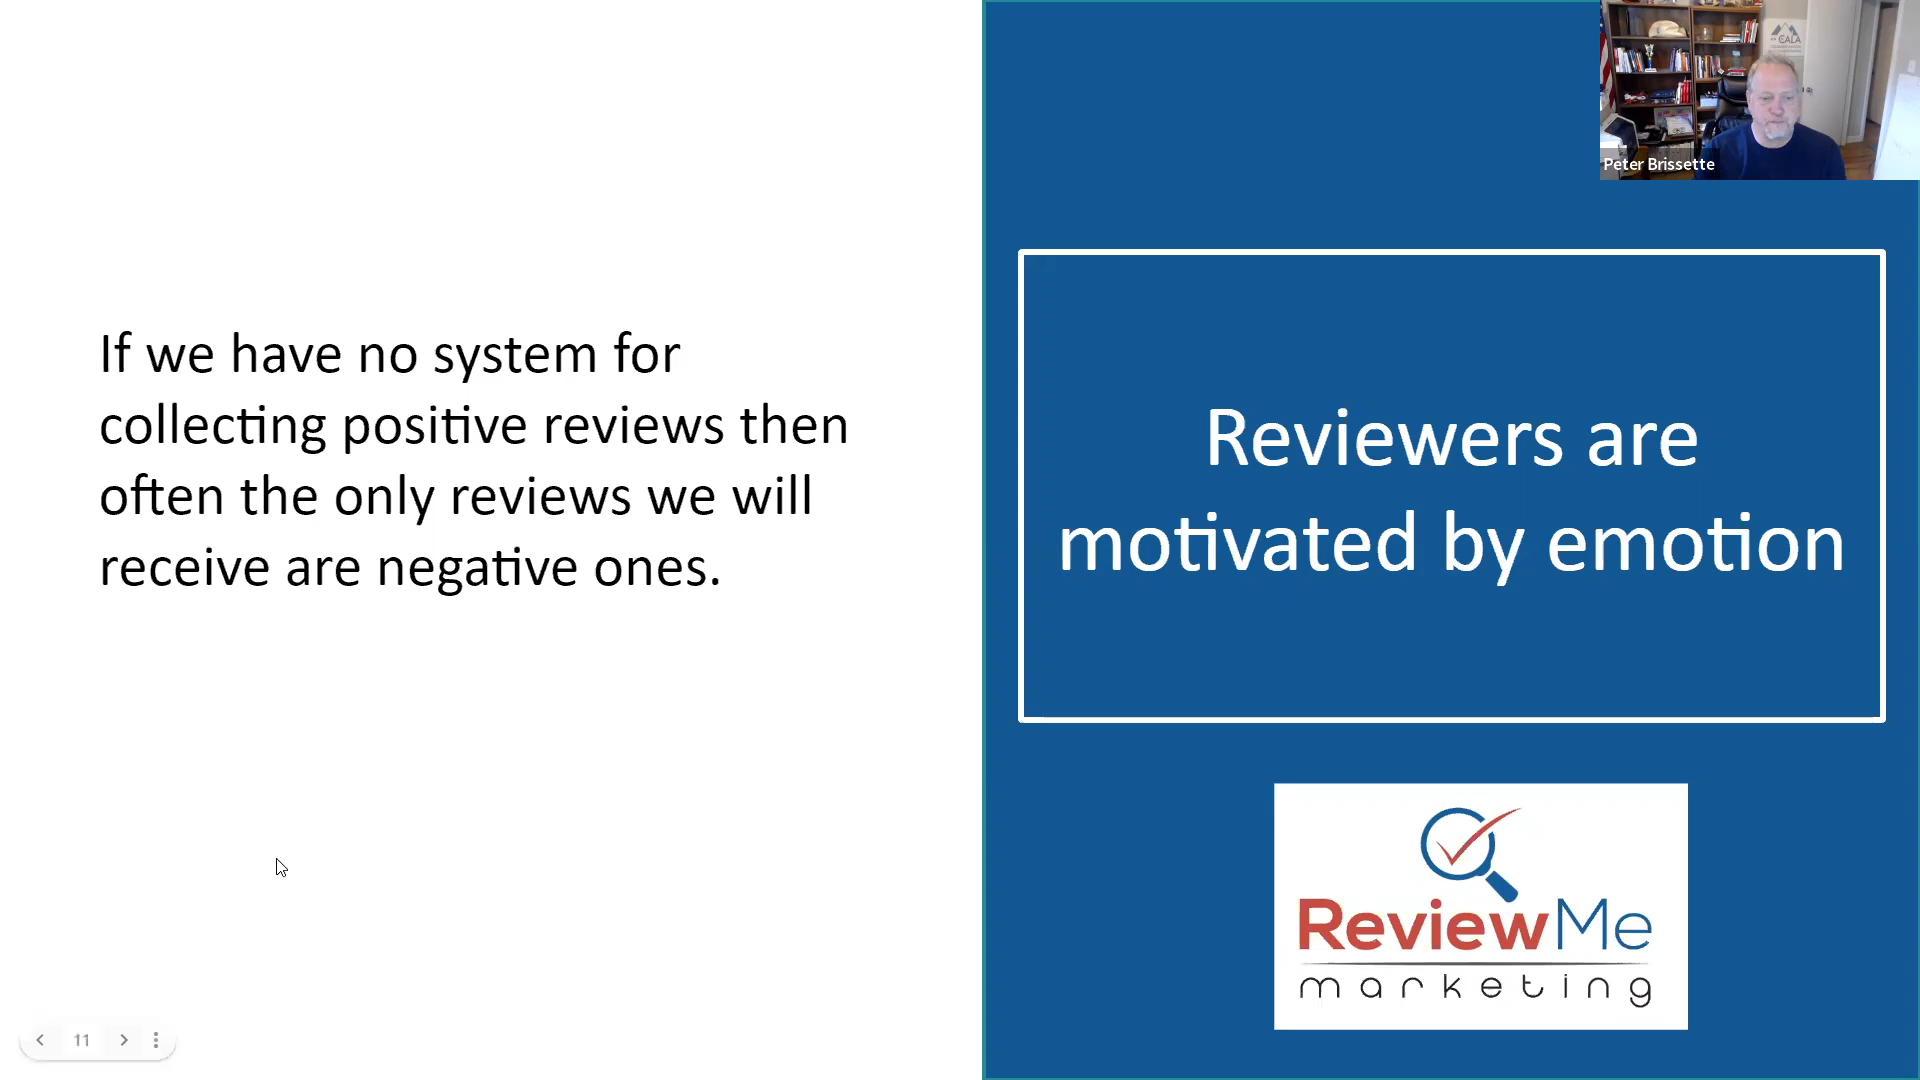 If we have no system for
collecting positive reviews then
often the only reviews we will
receive are negative ones.
Reviewers are
motivated by emotion
ReviewMe
marketing
CALA
Peter Brissette
11